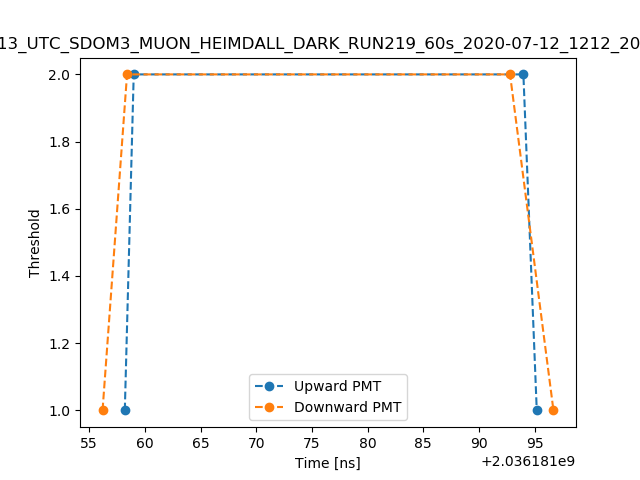 13_UTC_SDOM3_MUON_HEIMDALL_DARK_RUN219_60s_2020-07-12_1212_20
2.0
1.8
1.6
1.4
1.2
1.0
Threshold
Upward PMT
Downward PMT
55 60 65 70 75 80 85 90 95
Time [ns]
+2.036181e9